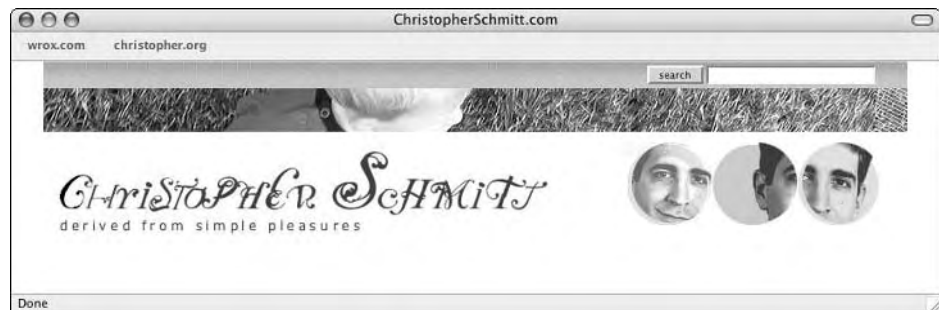 ChristopherSchmitt.com
wrox.com christopher.org
search
CHriSToPHER ScHMiTT
derived from simple pleasures
Done